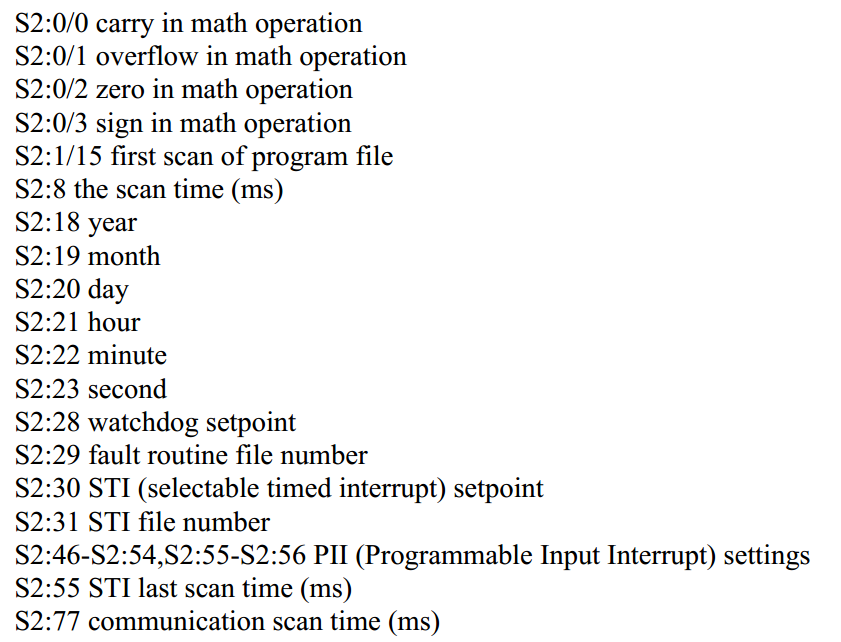 S2:0/0 carry in math operation
S2:0/1 overflow in math operation
S2:0/2 zero in math operation
S2:0/3 sign in math operation
S2:1/15 first scan of program file
S2:8 the scan time (ms)
S2:18 year
S2:19 month
S2:20 day
S2:21 hour
S2:22 minute
S2:23 second
S2:28 watchdog setpoint
S2:29 fault routine file number
S2:30 STI (selectable timed interrupt) setpoint
S2:31 STI file number
S2:46-S2:54,S2:55-S2:56 PII (Programmable Input Interrupt) settings
S2:55 STI last scan time (ms)
S2:77 communication scan time (ms)